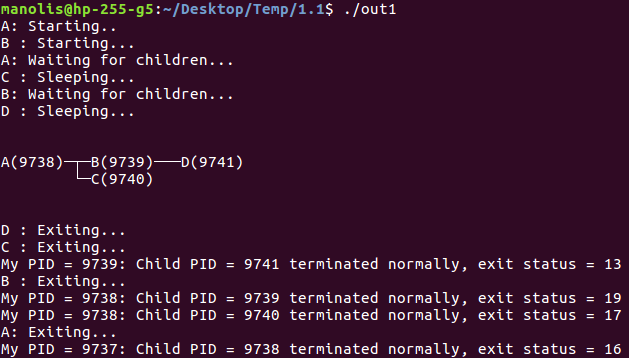 manolis@hp-255-g5:~/Desktop/Temp/1.1$ ./out1
A: Starting..
B : Starting...
A: Waiting for children...
C : Sleeping...
B: Waiting for children...
D : Sleeping...
A(9738)─┬─B(9739)───D(9741)
        └─C(9740)
D : Exiting...
C : Exiting...
My PID = 9739: Child PID = 9741 terminated normally, exit status = 13
B : Exiting...
My PID = 9738: Child PID = 9739 terminated normally, exit status = 19
My PID = 9738: Child PID = 9740 terminated normally, exit status = 17
A: Exiting...
My PID = 9737: Child PID = 9738 terminated normally, exit status = 16